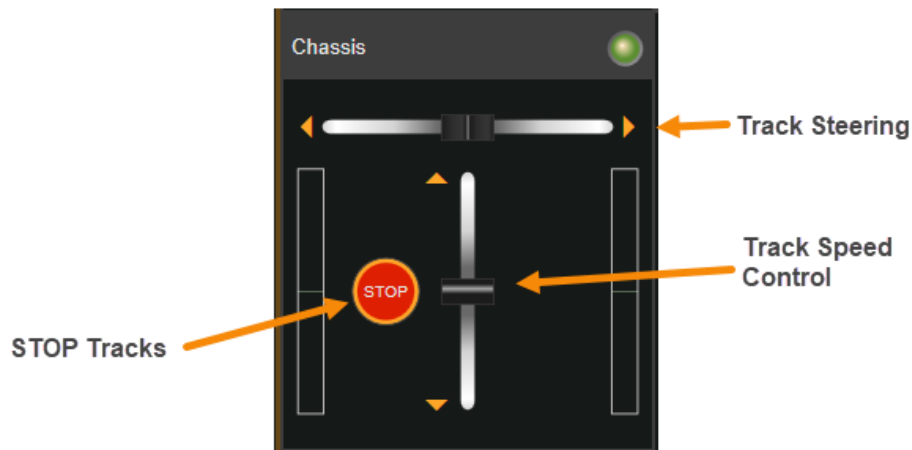 Chassis
Track Steering
Track Speed
Control
STOP
STOP Tracks